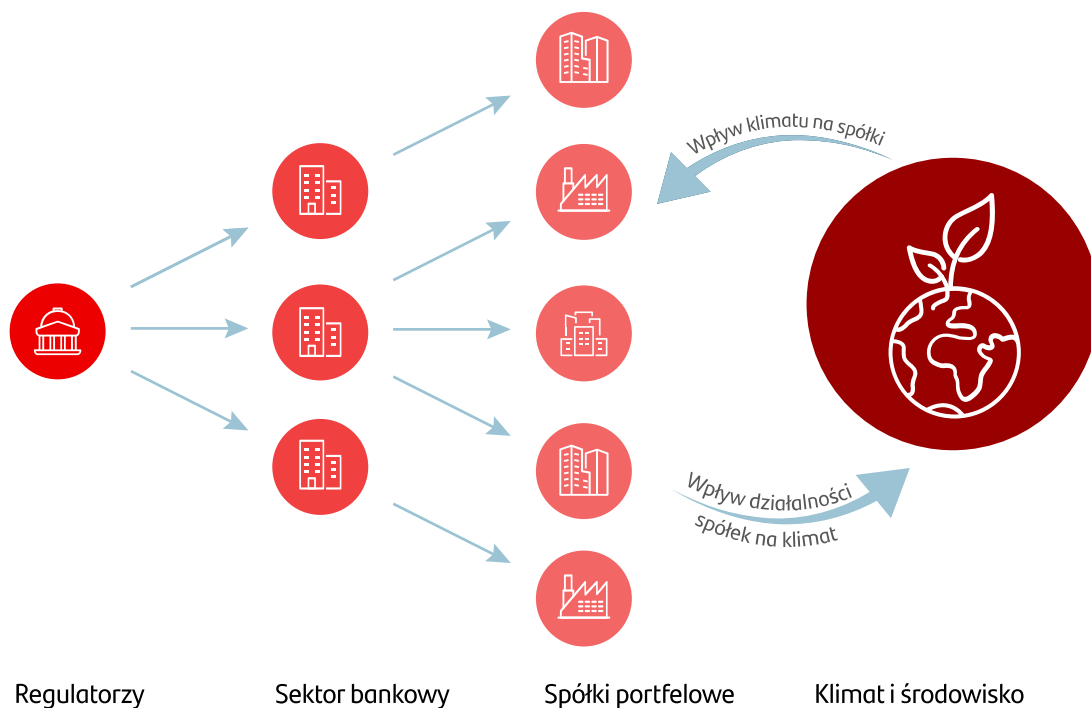 Wpływ klimatu na spółki
Wpływ działalności
spółek na klimat
Regulatorzy
Sektor bankowy
Spółki portfelowe
Klimat i środowisko